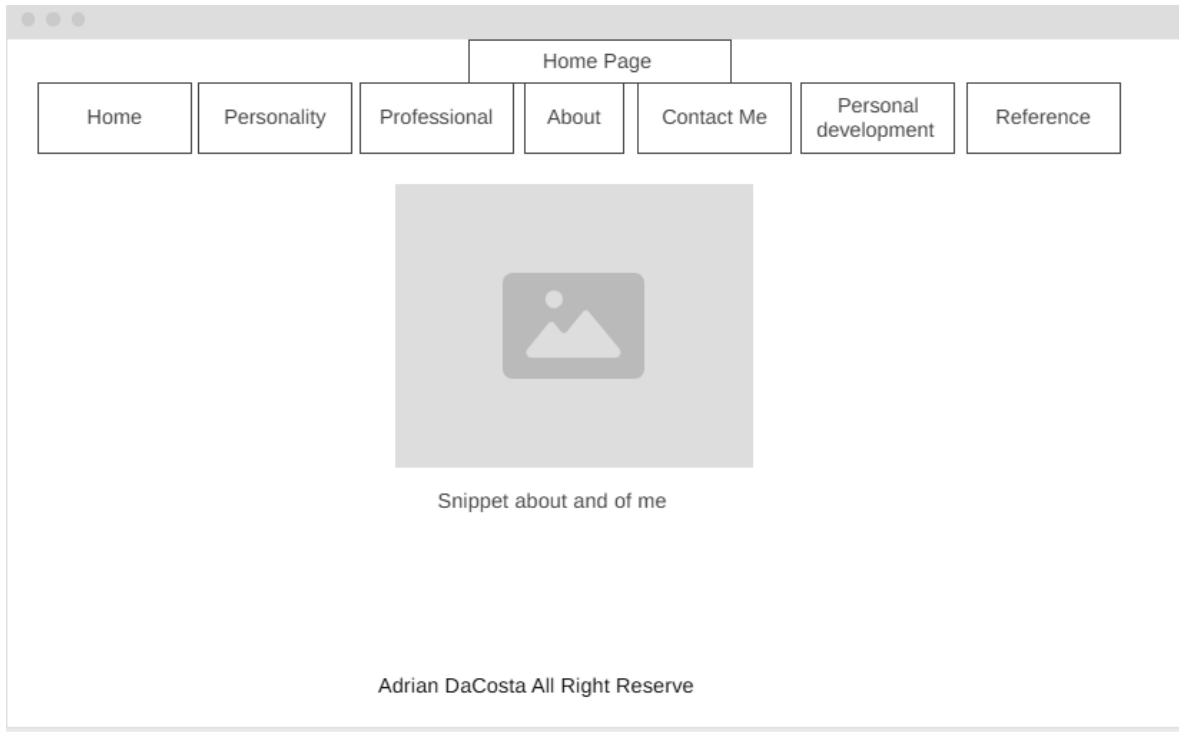 Home Page
Home
Personality
Professional
About
Contact Me
Personal
development
Reference
Snippet about and of me
Adrian DaCosta All Right Reserve